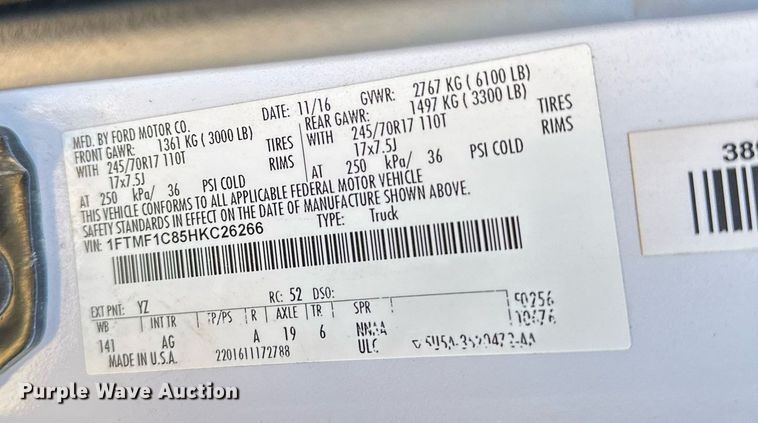 MFD. BY FORD MOTOR CO.
DATE: 11/16 GVWR: 2767 KG ( 6100 LB)
FRONT GAWR: 1361 KG ( 3000 LB) REAR GAWR: 1497 KG ( 3300 LB)
WITH 245/70R17 110T TIRES WITH 245/70R17 110T TIRES
17x7.5J RIMS 17x7.5J RIMS
AT 250 kPa/ 36 PSI COLD AT 250 kPa/ 36 PSI COLD
THIS VEHICLE CONFORMS TO ALL APPLICABLE FEDERAL MOTOR VEHICLE
SAFETY STANDARDS IN EFFECT ON THE DATE OF MANUFACTURE SHOWN ABOVE.
VIN: 1FTMF1C85HKC26266 TYPE: Truck
EXT PNT: YZ RC: 52 DSO:
WB INT TR TP/PS R AXLE TR SPR
141 AG A 19 6 NNAA
MADE IN U.S.A. 2201611172788 ULC
389
Purple Wave Auction